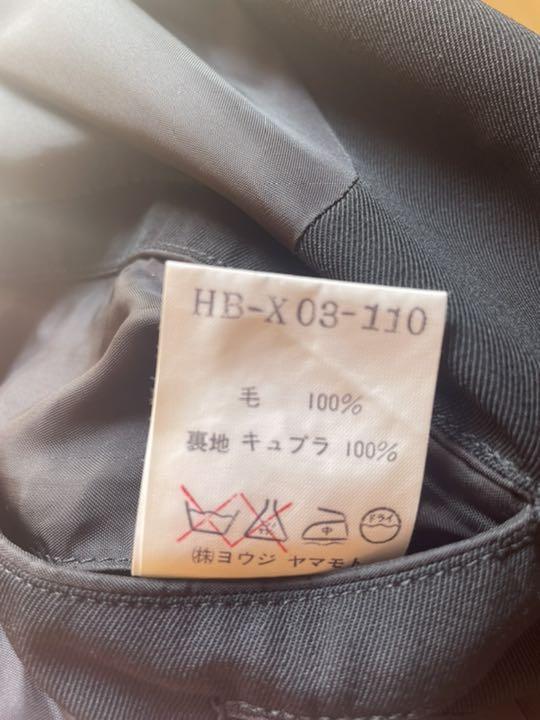 HB-X03-110
毛 100%
裏地 キュプラ 100%
中 ドライ
(株)ヨウジ ヤマモト